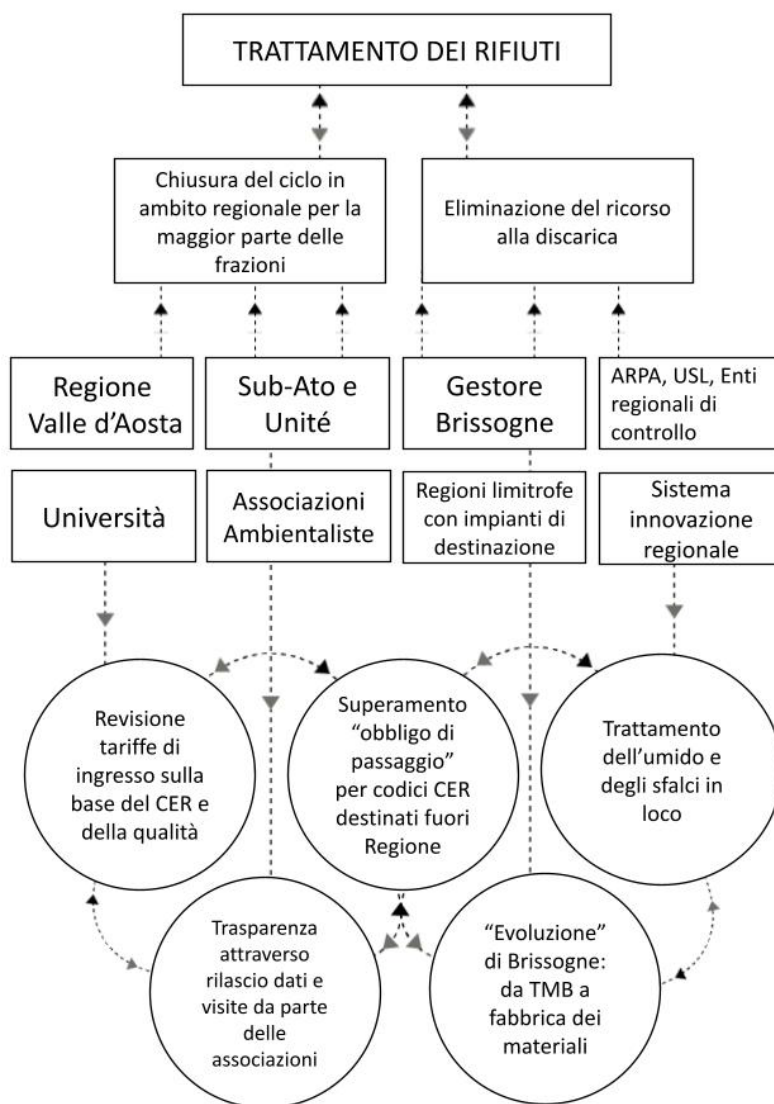 TRATTAMENTO DEI RIFIUTI
Chiusura del ciclo in
ambito regionale per la
maggior parte delle
frazioni
Eliminazione del ricorso
alla discarica
Regione
Valle d'Aosta
Sub-Ato e
Unité
Gestore
Brissogne
ARPA, USL, Enti
regionali di
controllo
Università
Associazioni
Ambientaliste
Regioni limitrofe
con impianti di
destinazione
Sistema
innovazione
regionale
Revisione
tariffe di
ingresso sulla
base del CER e
della qualità
Superamento
“obbligo di
passaggio”
per codici CER
destinati fuori
Regione
Trattamento
dell’umido e
degli sfalci in
loco
Trasparenza
attraverso
rilascio dati e
visite da parte
delle
associazioni
“Evoluzione”
di Brissogne:
da TMB a
fabbrica dei
materiali